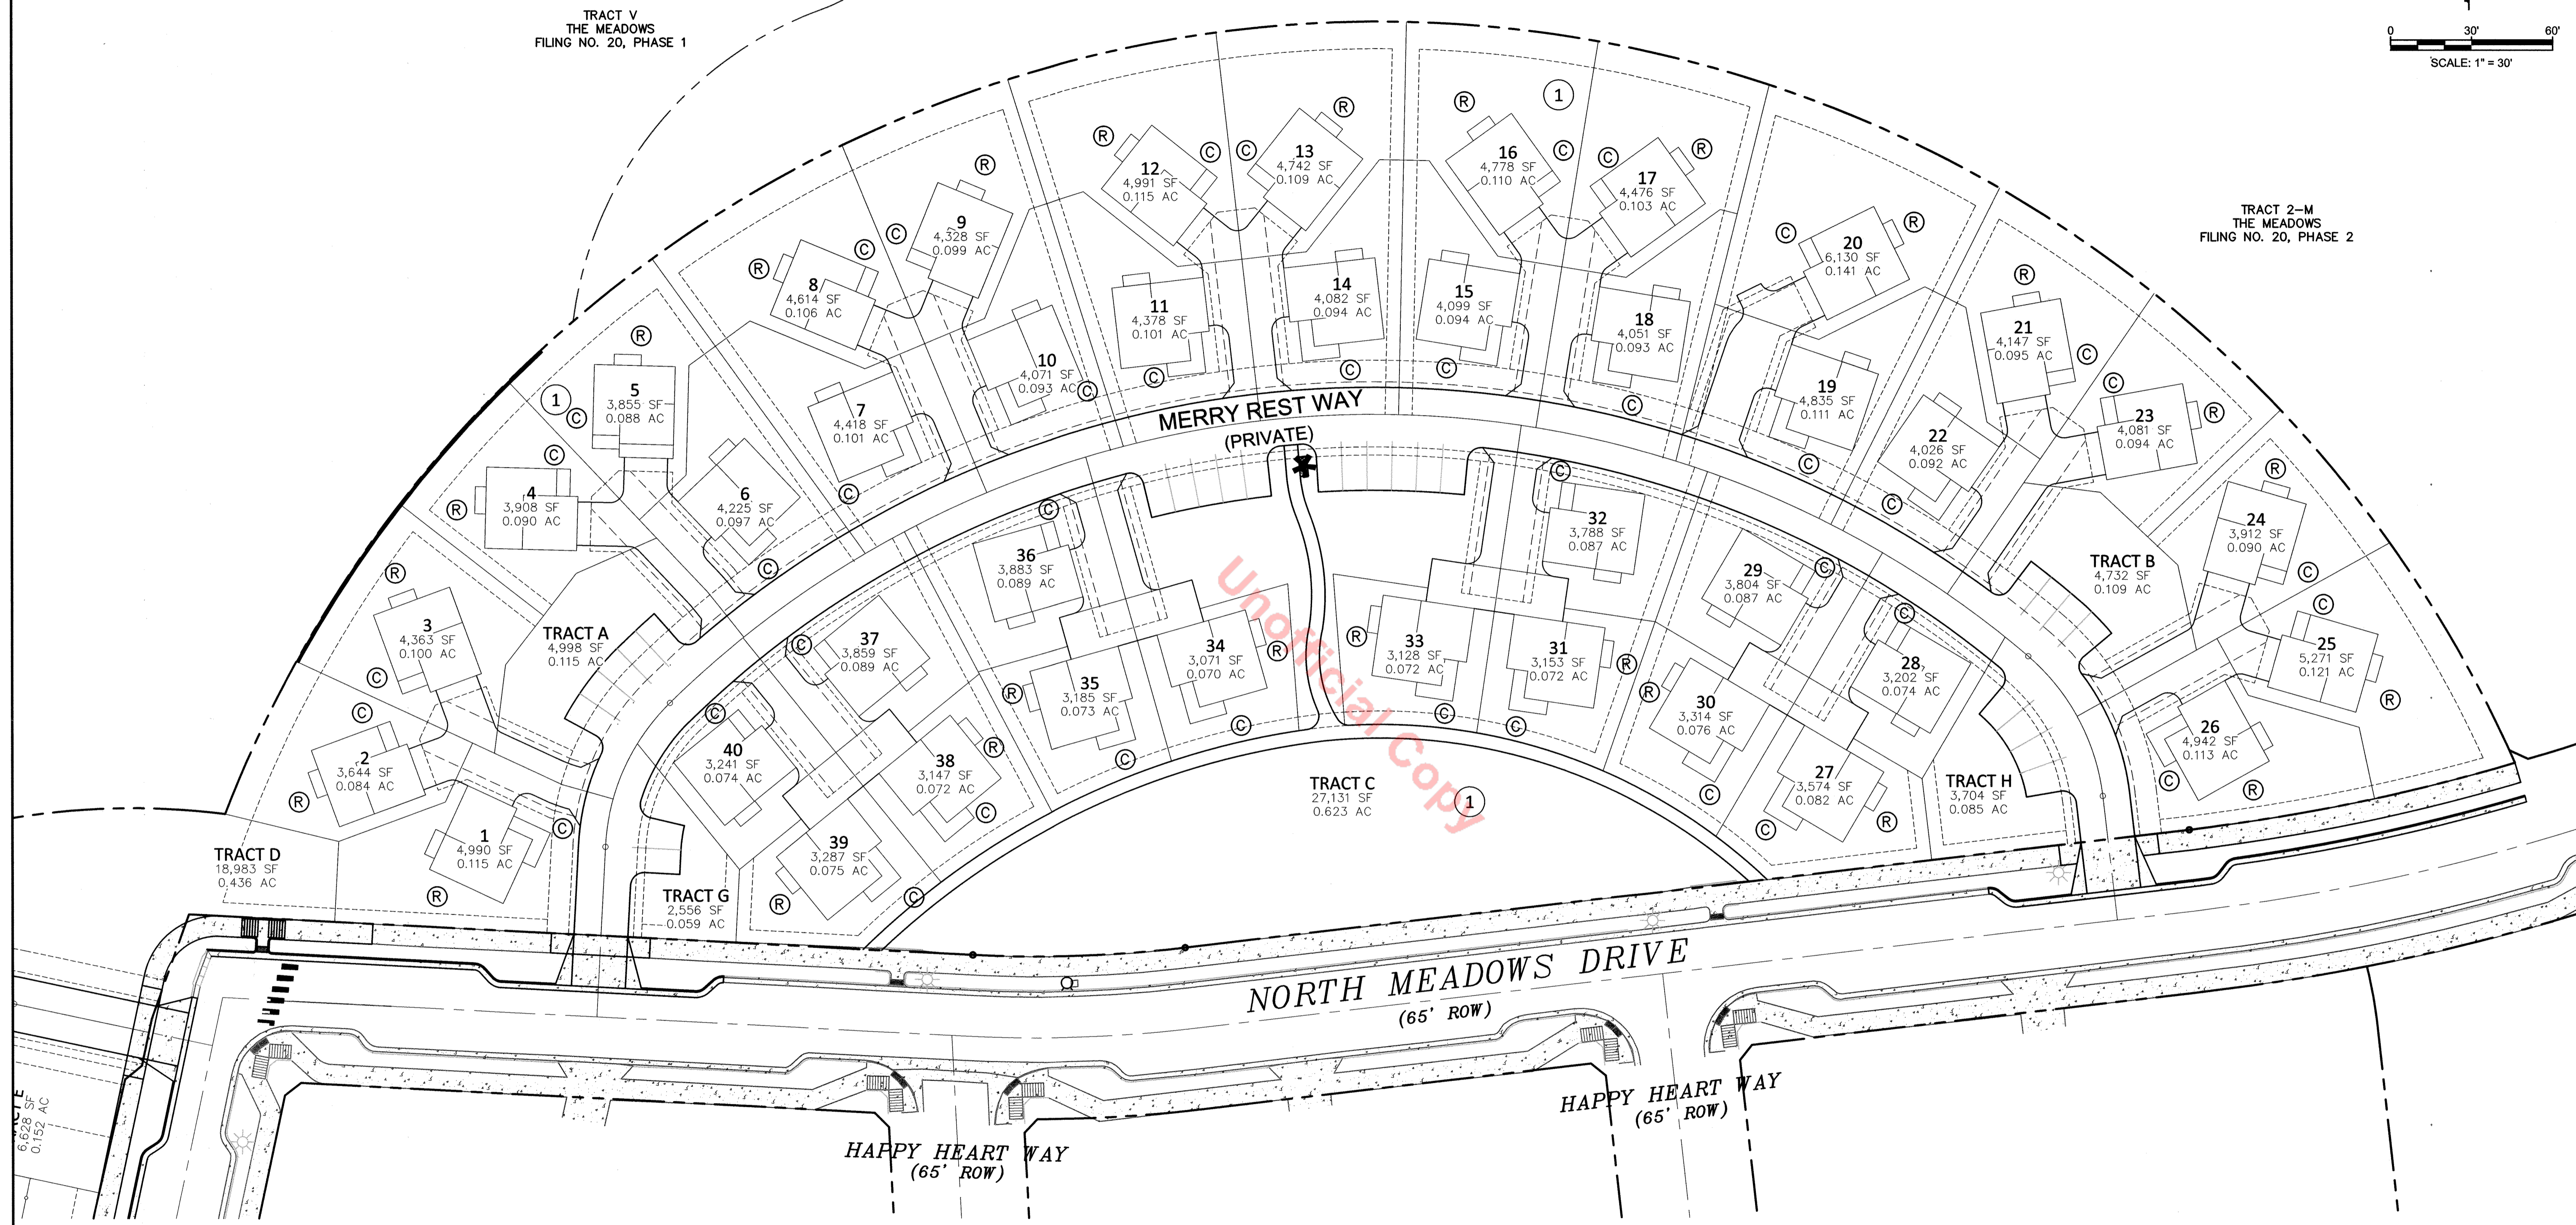 TRACT V
THE MEADOWS
FILING NO. 20, PHASE 1
0 30' 60'
SCALE: 1" = 30'
TRACT 2-M
THE MEADOWS
FILING NO. 20, PHASE 2
1
4,990 SF
0.115 AC
2
3,644 SF
0.084 AC
3
4,363 SF
0.100 AC
4
3,908 SF
0.090 AC
5
3,855 SF
0.088 AC
6
4,225 SF
0.097 AC
7
4,418 SF
0.101 AC
8
4,614 SF
0.106 AC
9
4,328 SF
0.099 AC
10
4,071 SF
0.093 AC
11
4,378 SF
0.101 AC
12
4,991 SF
0.115 AC
13
4,742 SF
0.109 AC
14
4,082 SF
0.094 AC
15
4,099 SF
0.094 AC
16
4,778 SF
0.110 AC
17
4,476 SF
0.103 AC
18
4,051 SF
0.093 AC
19
4,835 SF
0.111 AC
20
6,130 SF
0.141 AC
21
4,147 SF
0.095 AC
22
4,026 SF
0.092 AC
23
4,081 SF
0.094 AC
24
3,912 SF
0.090 AC
25
5,271 SF
0.121 AC
26
4,942 SF
0.113 AC
27
3,574 SF
0.082 AC
28
3,202 SF
0.074 AC
29
3,804 SF
0.087 AC
30
3,314 SF
0.076 AC
31
3,153 SF
0.072 AC
32
3,788 SF
0.087 AC
33
3,128 SF
0.072 AC
34
3,071 SF
0.070 AC
35
3,185 SF
0.073 AC
36
3,883 SF
0.089 AC
37
3,859 SF
0.089 AC
38
3,147 SF
0.072 AC
39
3,287 SF
0.075 AC
40
3,241 SF
0.074 AC
TRACT A
4,998 SF
0.115 AC
TRACT B
4,732 SF
0.109 AC
TRACT C
27,131 SF
0.623 AC
TRACT D
18,983 SF
0.436 AC
TRACT G
2,556 SF
0.059 AC
TRACT H
3,704 SF
0.085 AC
6,628 SF
0.152 AC
1
1
1
MERRY REST WAY
(PRIVATE)
NORTH MEADOWS DRIVE
(65' ROW)
HAPPY HEART WAY
(65' ROW)
HAPPY HEART WAY
(65' ROW)
Unofficial Copy